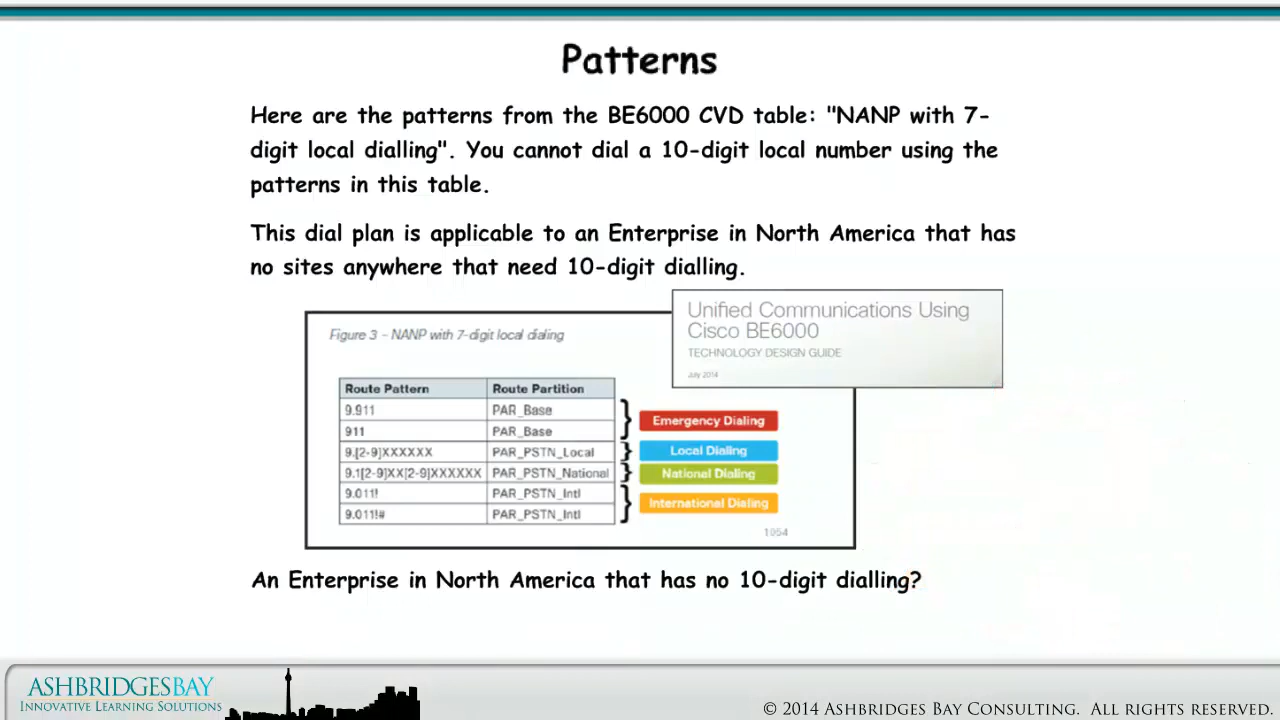 Patterns
Here are the patterns from the BE6000 CVD table: "NANP with 7-
digit local dialling". You cannot dial a 10-digit local number using the
patterns in this table.
This dial plan is applicable to an Enterprise in North America that has
no sites anywhere that need 10-digit dialling.
Unified Communications Using
Cisco BE6000
TECHNOLOGY DESIGN GUIDE
July 2014
Figure 3 – NANP with 7-digit local dialing
Route Pattern Route Partition
9.911 PAR_Base
911 PAR_Base
Emergency Dialing
9.[2-9]XXXXXX PAR_PSTN_Local Local Dialing
9.1[2-9]XX[2-9]XXXXXX PAR_PSTN_National National Dialing
9.011! PAR_PSTN_Intl
9.011!# PAR_PSTN_Intl
International Dialing
1054
An Enterprise in North America that has no 10-digit dialling?
ASHBRIDGESBAY
INNOVATIVE LEARNING SOLUTIONS
© 2014 ASHBRIDGES BAY CONSULTING. ALL RIGHTS RESERVED.